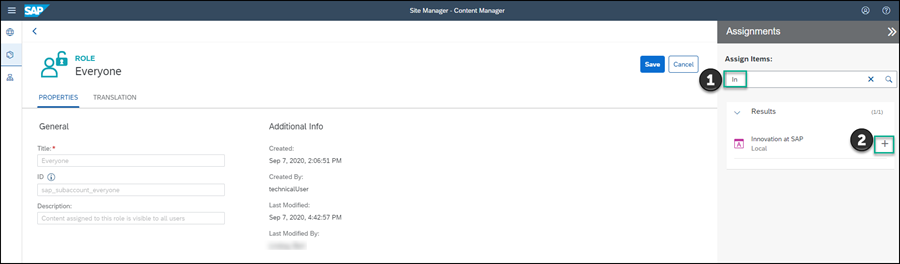 SAP
Site Manager - Content Manager
ROLE
Everyone
Save
Cancel
PROPERTIES
TRANSLATION
General
Title: *
Everyone
ID
sap_subaccount_everyone
Description:
Content assigned to this role is visible to all users
Additional Info
Created:
Sep 7, 2020, 2:06:51 PM
Created By:
technicalUser
Last Modified:
Sep 7, 2020, 4:42:57 PM
Last Modified By:
Assignments
Assign Items:
1
In
Results
(1/1)
2
Innovation at SAP
Local